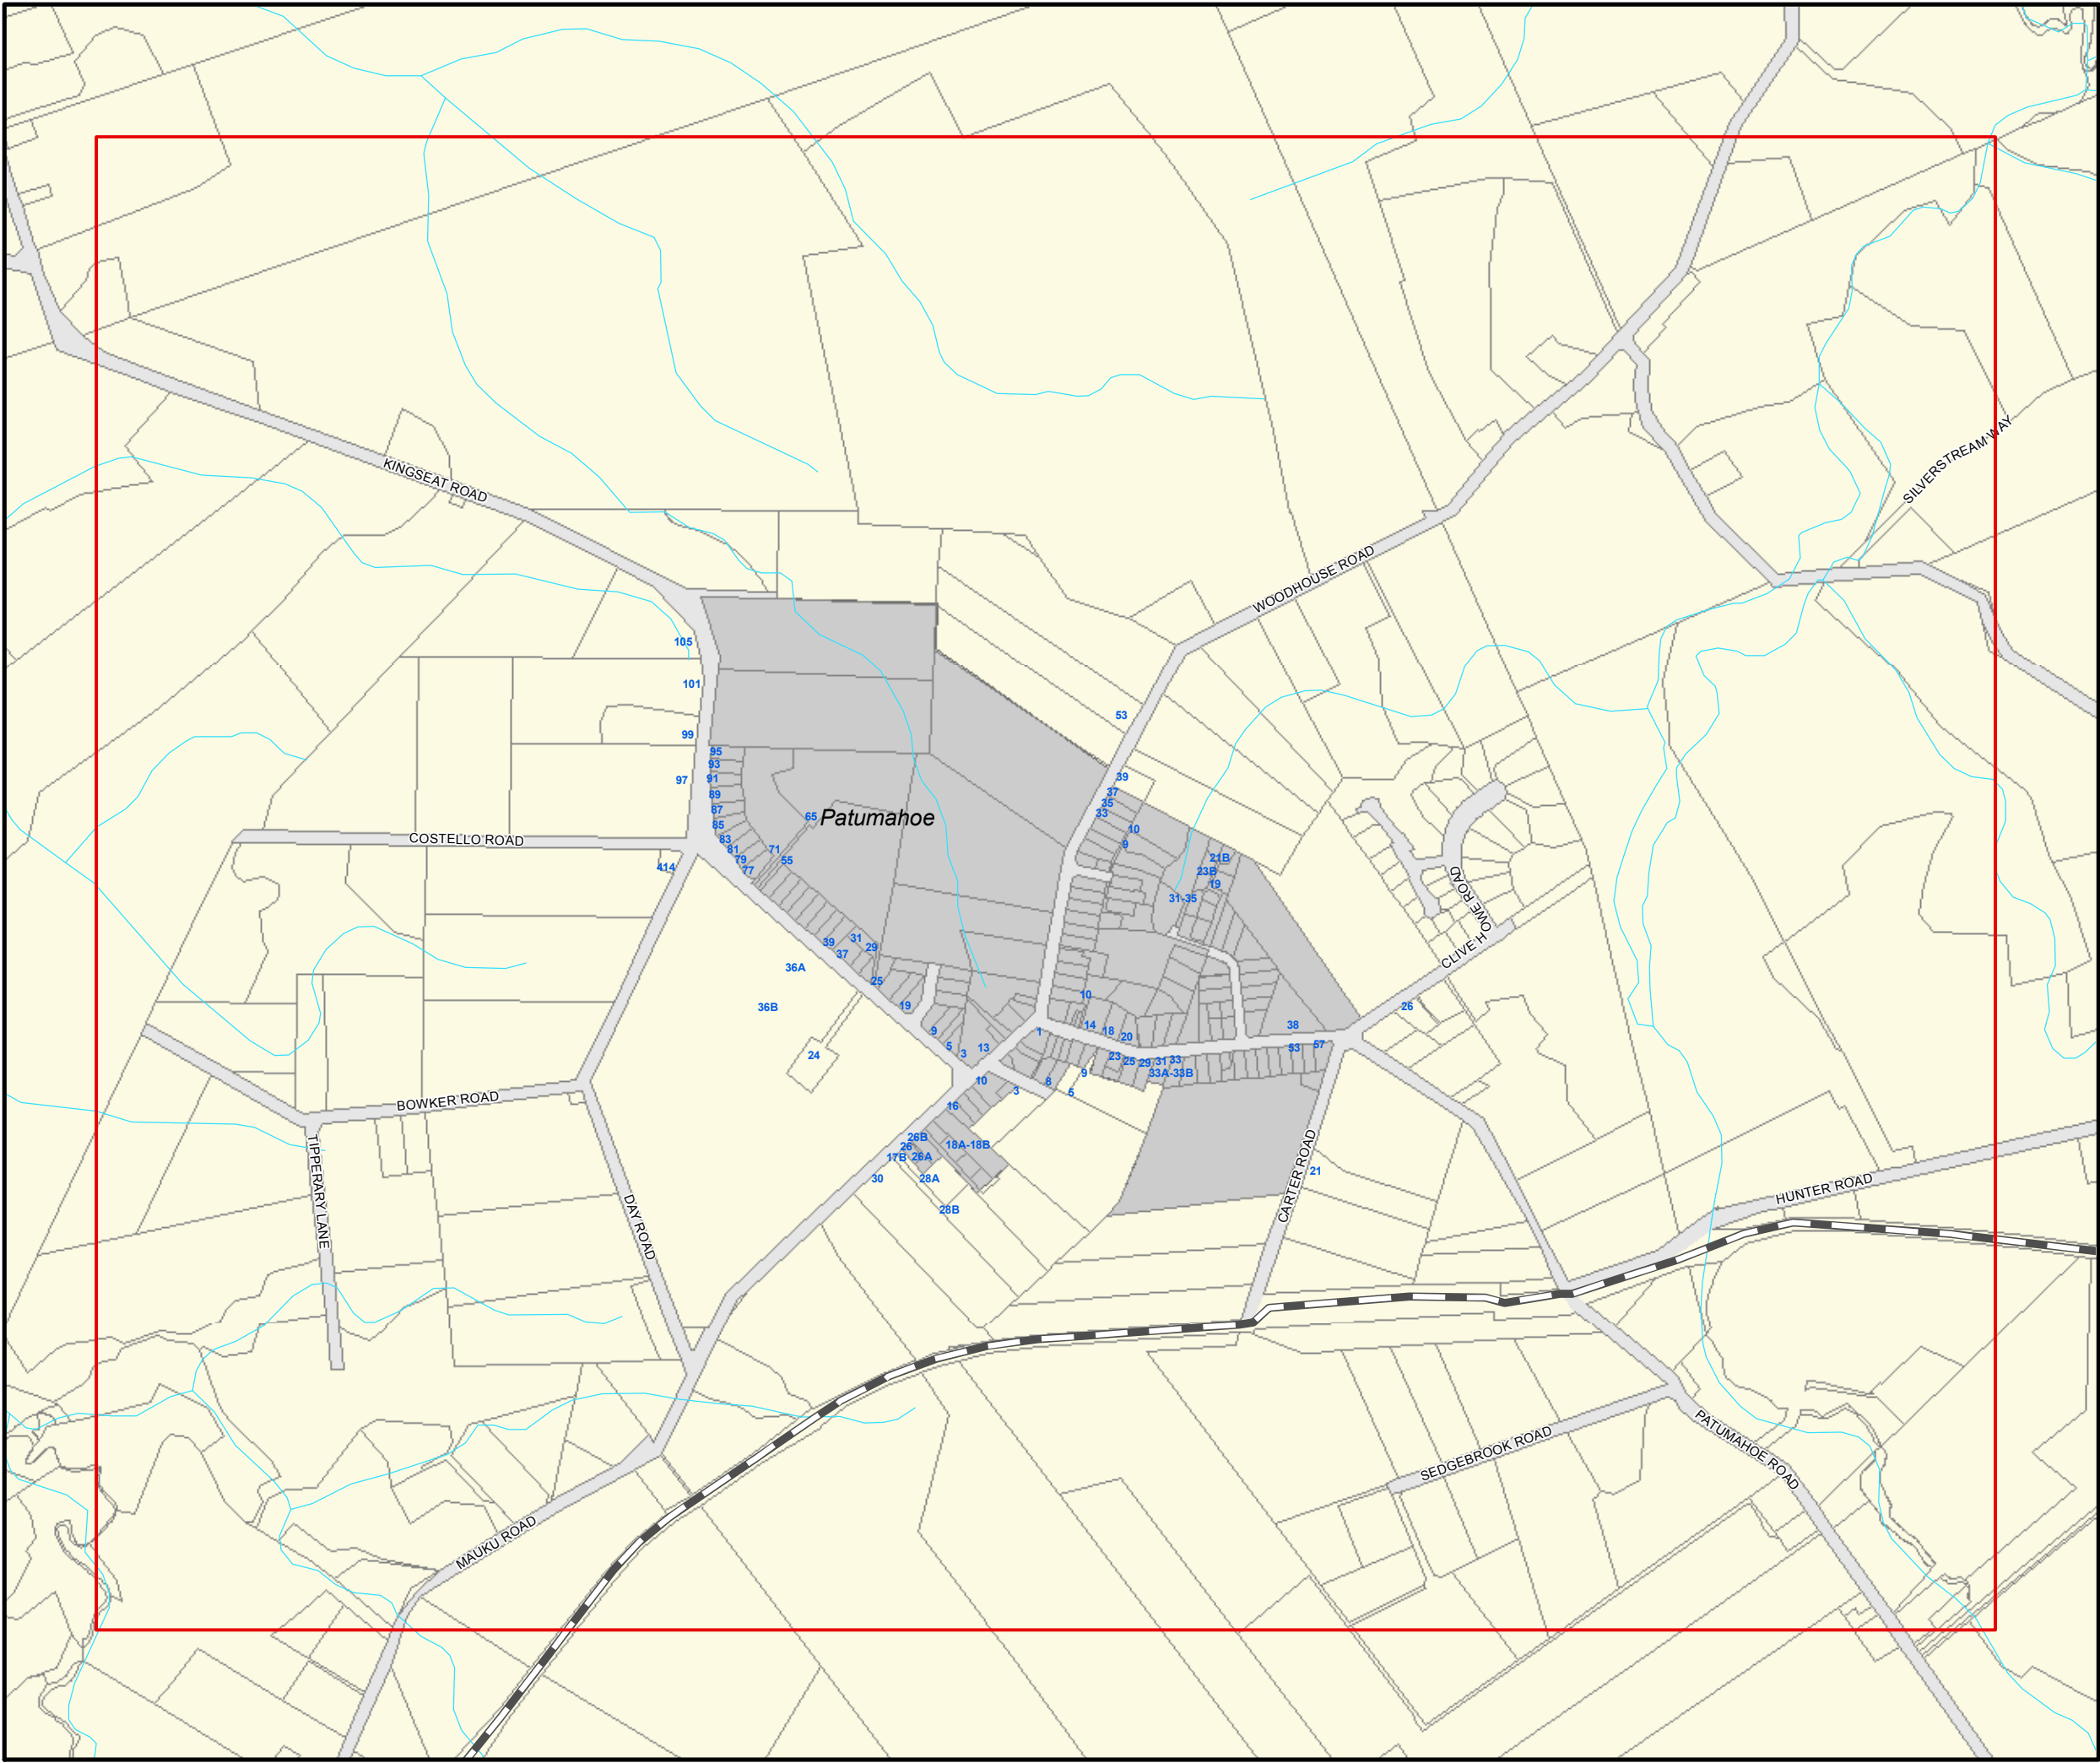 SILVERSTREAM WAY
KINGSEAT ROAD
WOODHOUSE ROAD
105
101
53
99
95
93
97
91
39
89
37
35
87
33
65
Patumahoe
85
10
83
COSTELLO ROAD
9
81
71
79
55
21B
414
77
23B
19
31-35
CLIVE HOWE ROAD
39
31
29
37
36A
25
10
19
36B
26
14
38
9
1
18
20
5
3
13
57
53
24
23
25
29
31
33
33A-33B
9
10
8
3
6
BOWKER ROAD
16
26B
26
18A-18B
17B
26A
TIPPERARY LANE
30
28A
21
CARTER ROAD
HUNTER ROAD
28B
DAY ROAD
SEDGEBROOK ROAD
PATUMAHOE ROAD
MAUKU ROAD